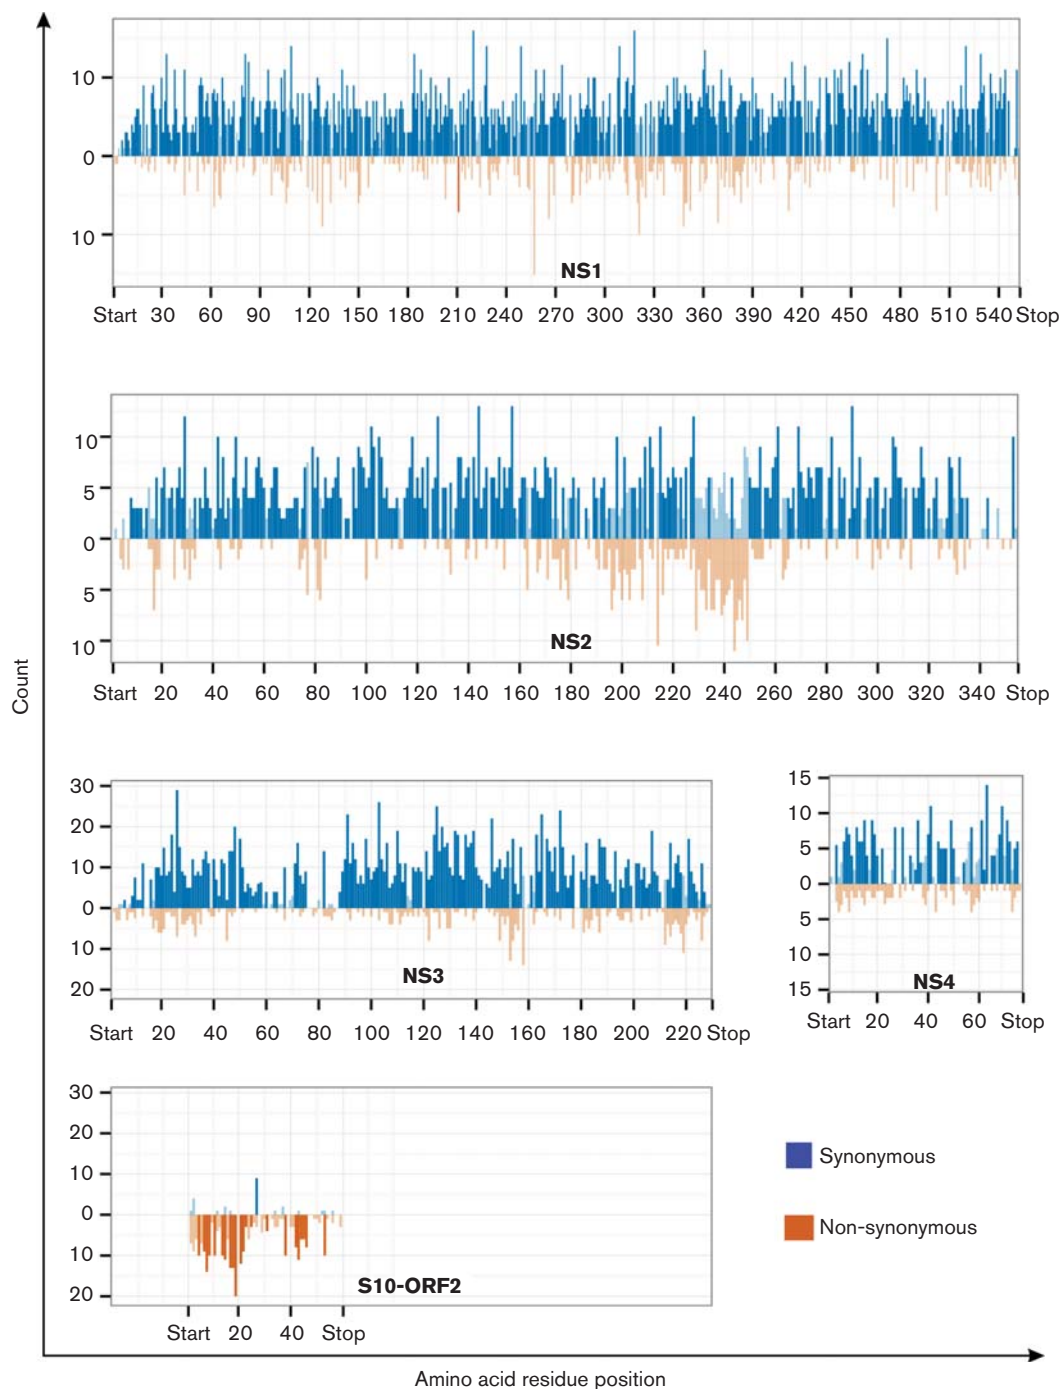 10
0
10
NS1
Start 30 60 90 120 150 180 210 240 270 300 330 360 390 420 450 480 510 540 Stop
10
5
0
5
10
NS2
Start 20 40 60 80 100 120 140 160 180 200 220 240 260 280 300 320 340 Stop
Count
30
20
10
0
10
20
NS3
Start 20 40 60 80 100 120 140 160 180 200 220 Stop
15
10
5
0
5
10
15
NS4
Start 20 40 60 Stop
30
20
10
0
10
20
S10-ORF2
Start 20 40 Stop
Synonymous
Non-synonymous
Amino acid residue position